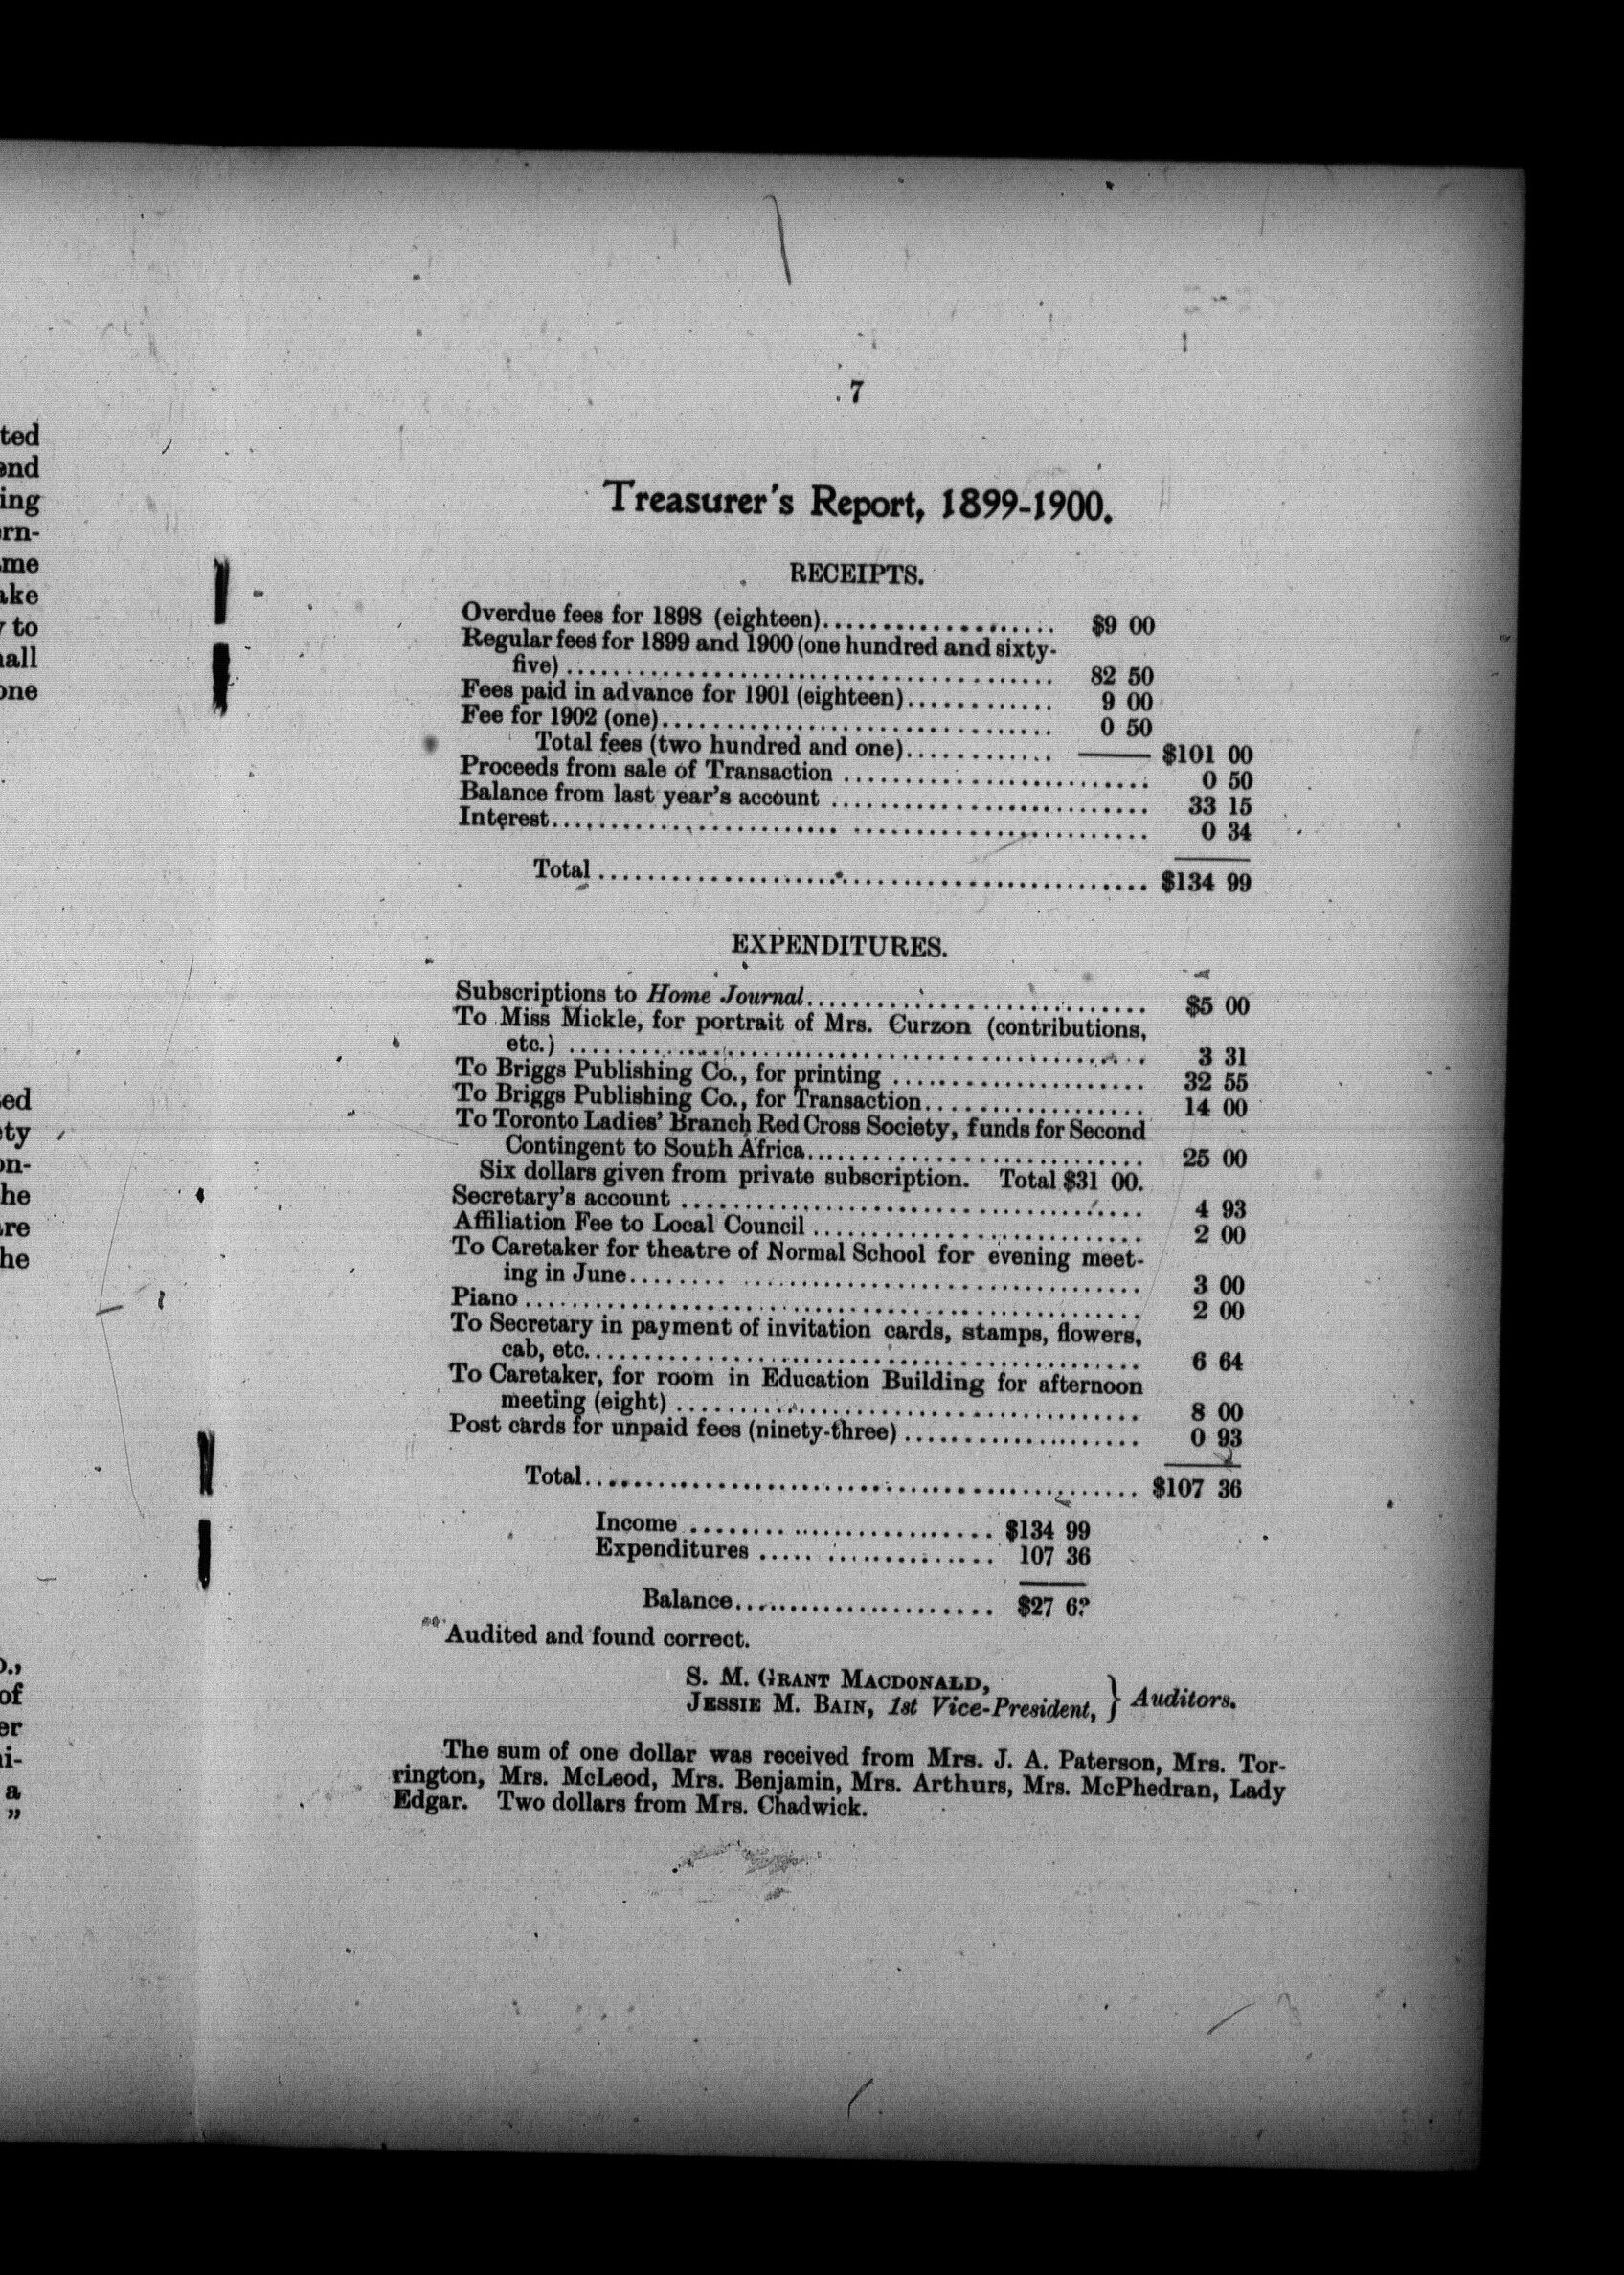 7
Treasurer's Report, 1899-1900.
RECEIPTS.
Overdue fees for 1898 (eighteen).................... $9 00
Regular fees for 1899 and 1900 (one hundred and sixty-
five) .......................................... 82 50
Fees paid in advance for 1901 (eighteen)............ 9 00
Fee for 1902 (one).................................. 0 50
Total fees (two hundred and one)............ ——— $101 00
Proceeds from sale of Transaction .......................... 0 50
Balance from last year's account ........................... 33 15
Interest........................ ......................... 0 34
Total ............................................... $134 99
EXPENDITURES.
Subscriptions to Home Journal............................. $5 00
To Miss Mickle, for portrait of Mrs. Curzon (contributions,
etc.) ................................................. 3 31
To Briggs Publishing Co., for printing ..................... 32 55
To Briggs Publishing Co., for Transaction................... 14 00
To Toronto Ladies' Branch Red Cross Society, funds for Second
Contingent to South Africa............................. 25 00
Six dollars given from private subscription. Total $31 00.
Secretary's account ........................................ 4 93
Affiliation Fee to Local Council ............................ 2 00
To Caretaker for theatre of Normal School for evening meet-
ing in June........ ................................... 3 00
Piano ..................................................... 2 00
To Secretary in payment of invitation cards, stamps, flowers,
cab, etc............................................... 6 64
To Caretaker, for room in Education Building for afternoon
meeting (eight) ........................................ 8 00
Post cards for unpaid fees (ninety-three) .................... 0 93
Total............................................... $107 36
Income ........ .................. $134 99
Expenditures ..... ............... 107 36
Balance...................... $27 6?
Audited and found correct.
S. M. GRANT MACDONALD,
JESSIE M. BAIN, 1st Vice-President, } Auditors.
The sum of one dollar was received from Mrs. J. A. Paterson, Mrs. Tor-
rington, Mrs. McLeod, Mrs. Benjamin, Mrs. Arthurs, Mrs. McPhedran, Lady
Edgar. Two dollars from Mrs. Chadwick.